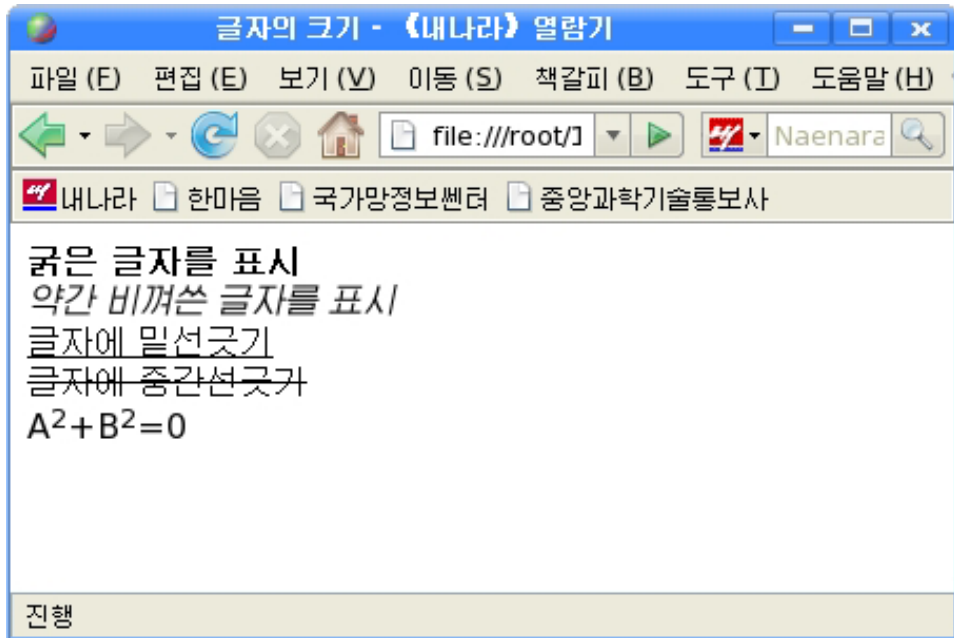 글자의 크기 - 《내나라》 열람기
파일 (F) 편집 (E) 보기 (V) 이동 (S) 책갈피 (B) 도구 (T) 도움말 (H)
file:///root/ Naenara
내나라 한마음 국가망정보쎈터 중앙과학기술통보사
굵은 글자를 표시
약간 비껴쓴 글자를 표시
글자에 밑선긋기
글자에 중간선긋기
A²+B²=0
진행